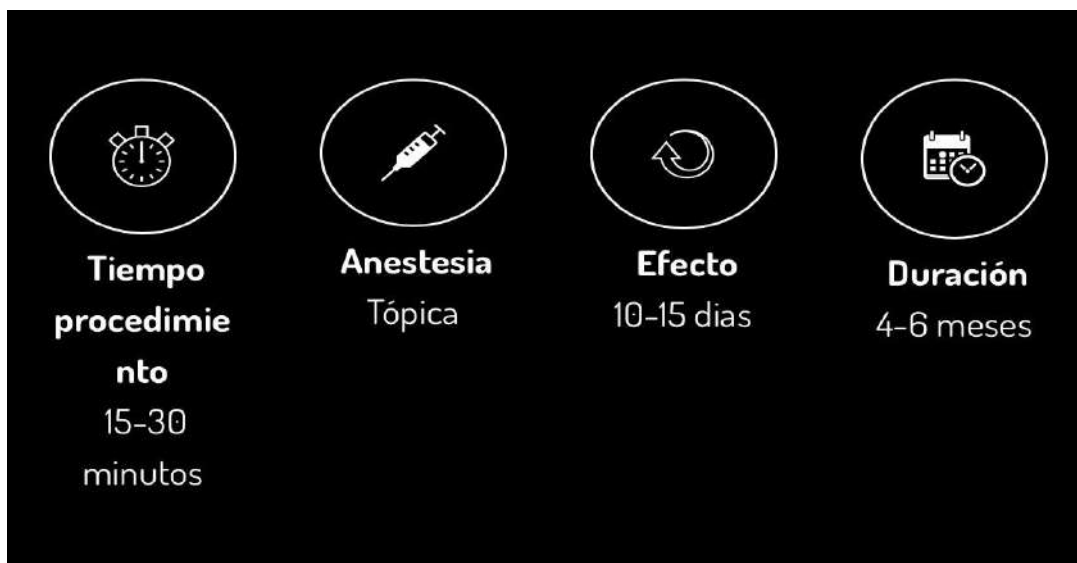 Tiempo
procedimie
nto
15-30
minutos
Anestesia
Tópica
Efecto
10-15 dias
Duración
4-6 meses